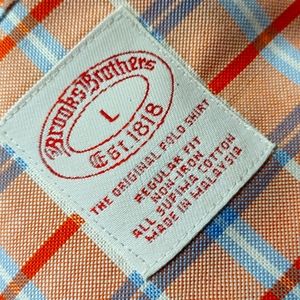 Brooks Brothers
L
Est. 1818
THE ORIGINAL POLO SHIRT
REGULAR FIT
NON-IRON
ALL SUPIMA COTTON
MADE IN MALAYSIA